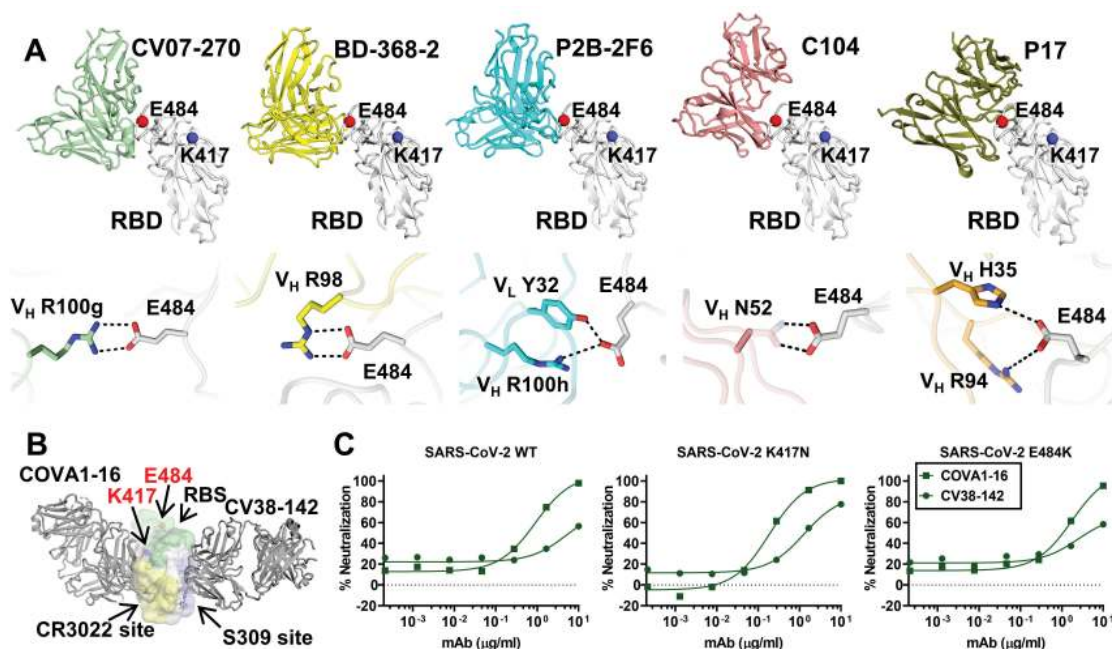 A
CV07-270
BD-368-2
P2B-2F6
C104
P17
E484
E484
E484
E484
E484
K417
K417
K417
K417
K417
RBD
RBD
RBD
RBD
RBD
VH R100g
E484
VH R98
E484
VL Y32
E484
VH R100h
VH N52
E484
VH H35
E484
VH R94
B
COVA1-16
E484
K417
RBS
CV38-142
CR3022 site
S309 site
C
SARS-CoV-2 WT
SARS-CoV-2 K417N
SARS-CoV-2 E484K
COVA1-16
CV38-142
% Neutralization
100
80
60
40
20
0
-20
10-3 10-2 10-1 100 101
mAb (μg/ml)
% Neutralization
100
80
60
40
20
0
-20
10-3 10-2 10-1 100 101
mAb (μg/ml)
% Neutralization
100
80
60
40
20
0
-20
10-3 10-2 10-1 100 101
mAb (μg/ml)